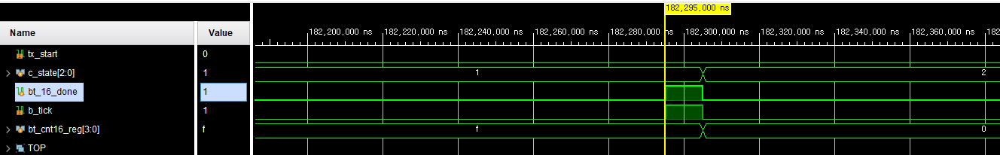 182,295,000 ns
Name Value
182,200,000 ns 182,220,000 ns 182,240,000 ns 182,260,000 ns 182,280,000 ns 182,300,000 ns 182,320,000 ns 182,340,000 ns 182,360,000 ns 182
tx_start 0
c_state[2:0] 1 1 2
bt_16_done 1
b_tick 1
bt_cnt16_reg[3:0] f f 0
TOP